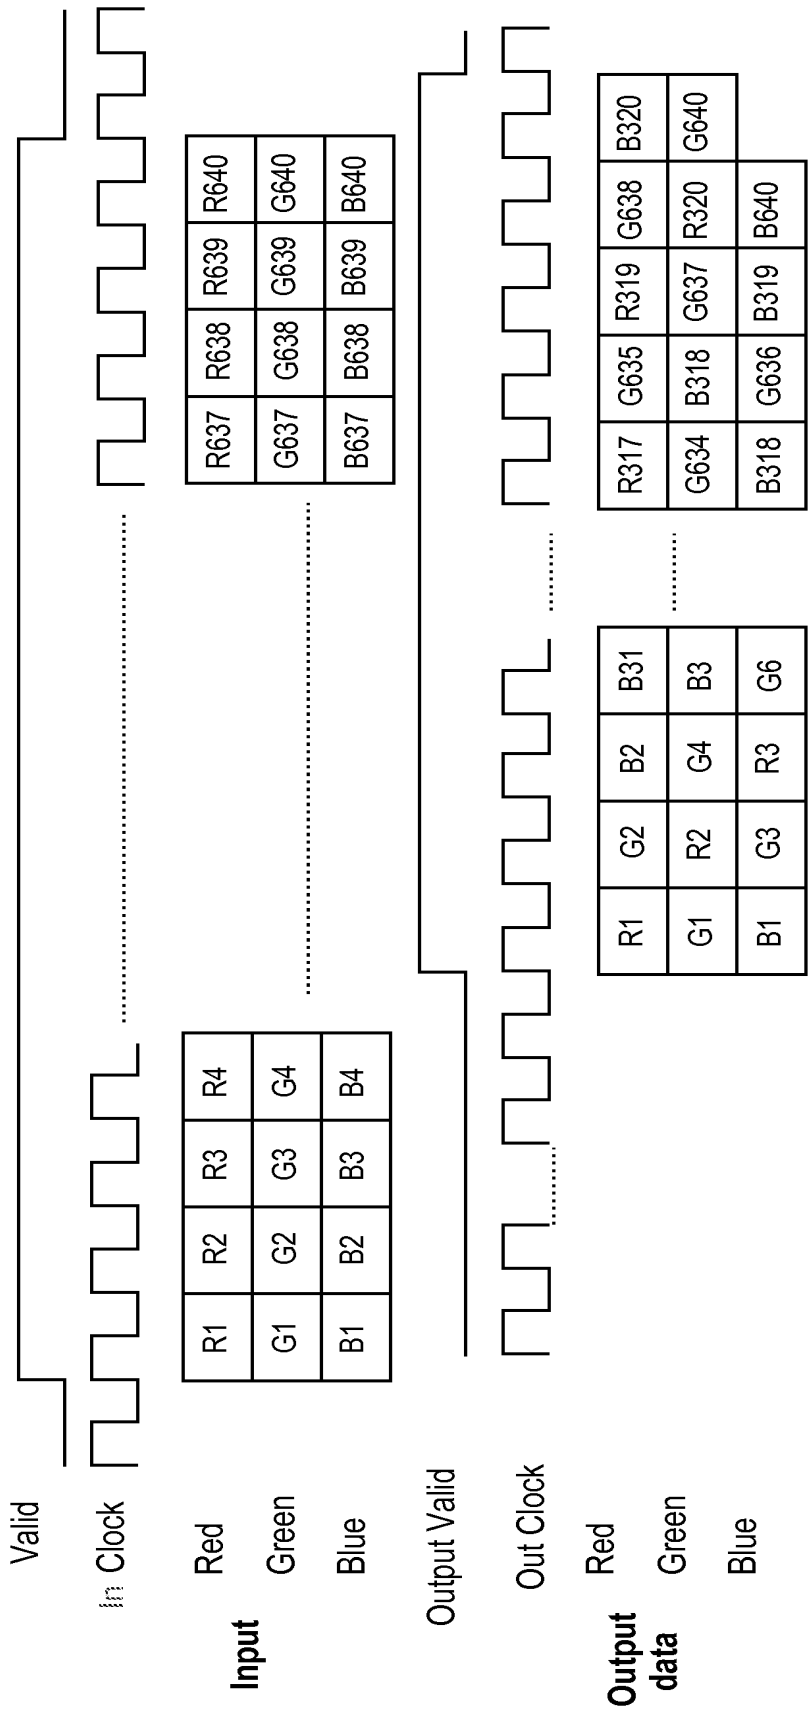 Valid
In Clock
Input
Red R1 R2 R3 R4 R637 R638 R639 R640
Green G1 G2 G3 G4 G637 G638 G639 G640
Blue B1 B2 B3 B4 B637 B638 B639 B640
Output Valid
Out Clock
Output
data
Red R1 G2 B2 B31 R317 G635 R319 G638 B320
Green G1 R2 G4 B3 G634 B318 G637 R320 G640
Blue B1 G3 R3 G6 B318 G636 B319 B640